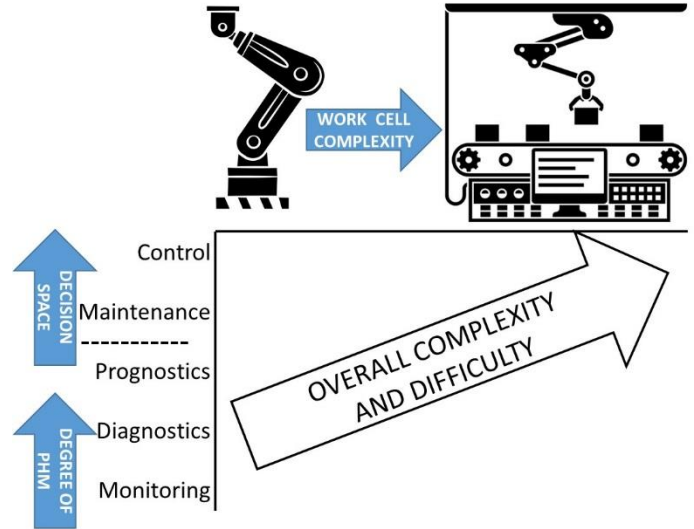 WORK CELL
COMPLEXITY
Control
Maintenance
Prognostics
Diagnostics
Monitoring
DECISION
SPACE
DEGREE OF
PHM
OVERALL COMPLEXITY
AND DIFFICULTY